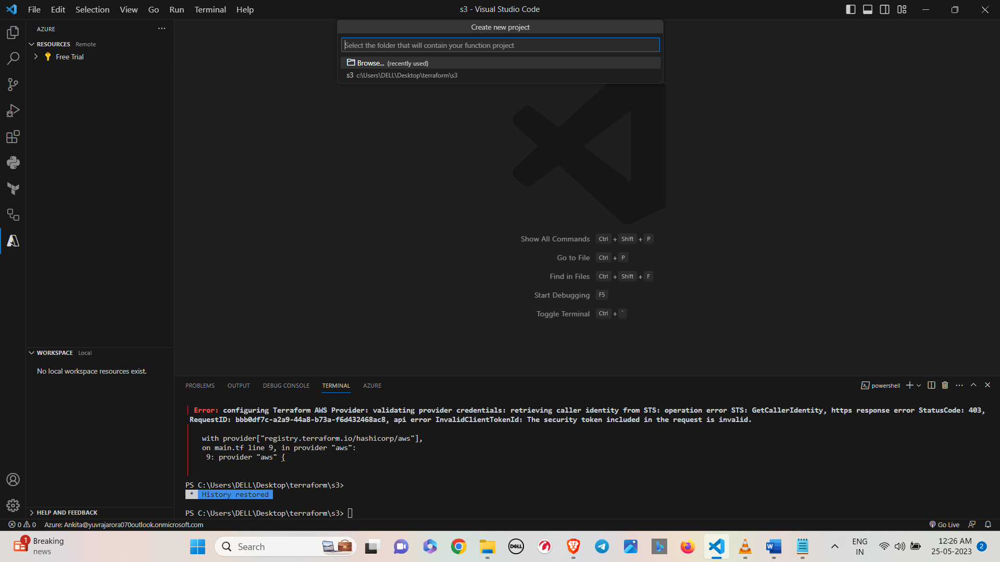 File Edit Selection View Go Run Terminal Help
s3 - Visual Studio Code
AZURE
RESOURCES Remote
Free Trial
Create new project
Select the folder that will contain your function project
Browse... (recently used)
s3 c:\Users\DELL\Desktop\terraform\s3
Show All Commands Ctrl + Shift + P
Go to File Ctrl + P
Find in Files Ctrl + Shift + F
Start Debugging F5
Toggle Terminal Ctrl + `
WORKSPACE Local
No local workspace resources exist.
HELP AND FEEDBACK
PROBLEMS OUTPUT DEBUG CONSOLE TERMINAL AZURE
powershell
Error: configuring Terraform AWS Provider: validating provider credentials: retrieving caller identity from STS: operation error STS: GetCallerIdentity, https response error StatusCode: 403,
RequestID: bbb0df7c-a2a9-44a8-b73a-f6d432468ac8, api error InvalidClientTokenId: The security token included in the request is invalid.
with provider["registry.terraform.io/hashicorp/aws"],
on main.tf line 9, in provider "aws":
9: provider "aws" {
PS C:\Users\DELL\Desktop\terraform\s3>
* History restored
PS C:\Users\DELL\Desktop\terraform\s3>
0 0 Azure: Ankita@yuvrajarora070outlook.onmicrosoft.com
Go Live
1
Breaking
news
Search
DELL
ENG
IN
12:26 AM
25-05-2023
2